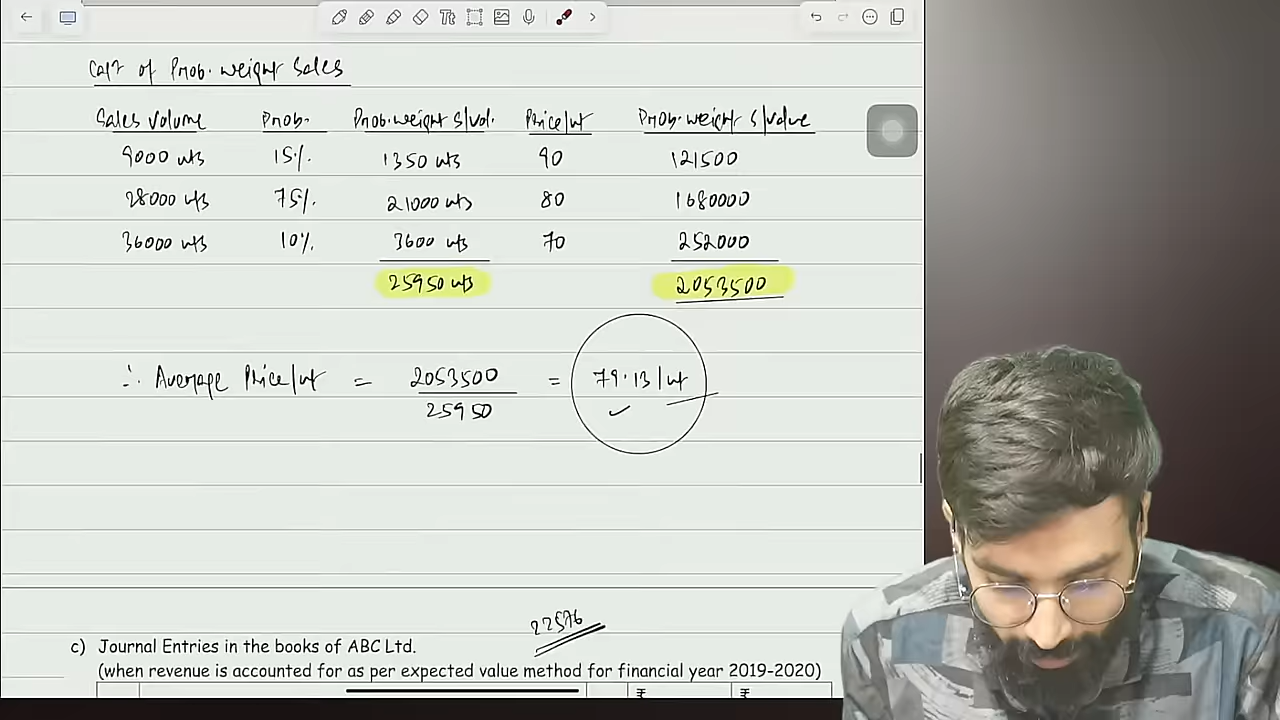 Calⁿ of Prob. weight Sales
Sales Volume Prob. Prob. weight S/vol. Price/ut Prob. weight S/value
9000 uts 15% 1350 uts 90 121500
28000 uts 75% 21000 uts 80 1680000
36000 uts 10% 3600 uts 70 252000
25950 uts 2053500
∴ Average Price/ut = 2053500 / 25950 = 79.13/ut
22576
c) Journal Entries in the books of ABC Ltd.
(when revenue is accounted for as per expected value method for financial year 2019-2020)
₹ ₹